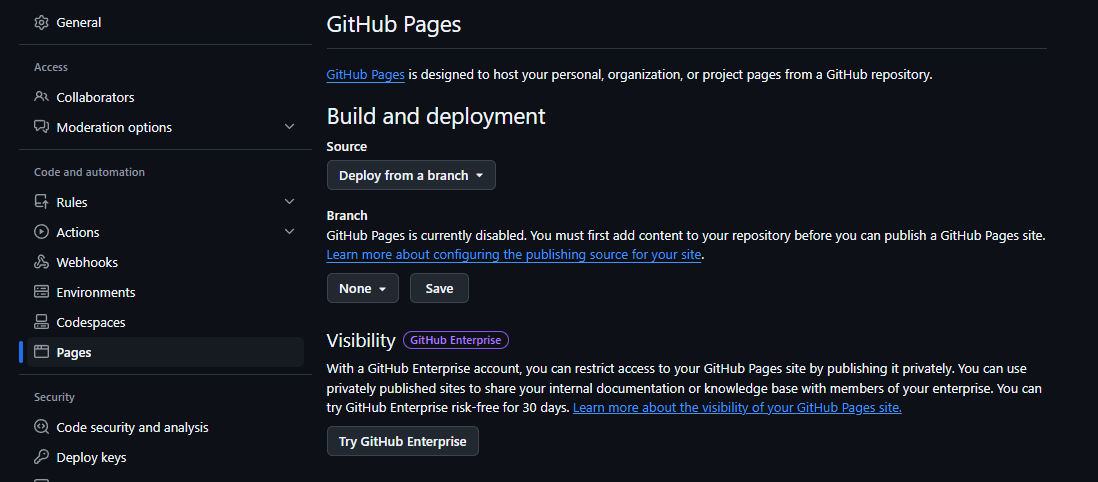 General
Access
Collaborators
Moderation options
Code and automation
Rules
Actions
Webhooks
Environments
Codespaces
Pages
Security
Code security and analysis
Deploy keys
GitHub Pages
GitHub Pages is designed to host your personal, organization, or project pages from a GitHub repository.
Build and deployment
Source
Deploy from a branch
Branch
GitHub Pages is currently disabled. You must first add content to your repository before you can publish a GitHub Pages site.
Learn more about configuring the publishing source for your site.
None Save
Visibility GitHub Enterprise
With a GitHub Enterprise account, you can restrict access to your GitHub Pages site by publishing it privately. You can use
privately published sites to share your internal documentation or knowledge base with members of your enterprise. You can
try GitHub Enterprise risk-free for 30 days. Learn more about the visibility of your GitHub Pages site.
Try GitHub Enterprise